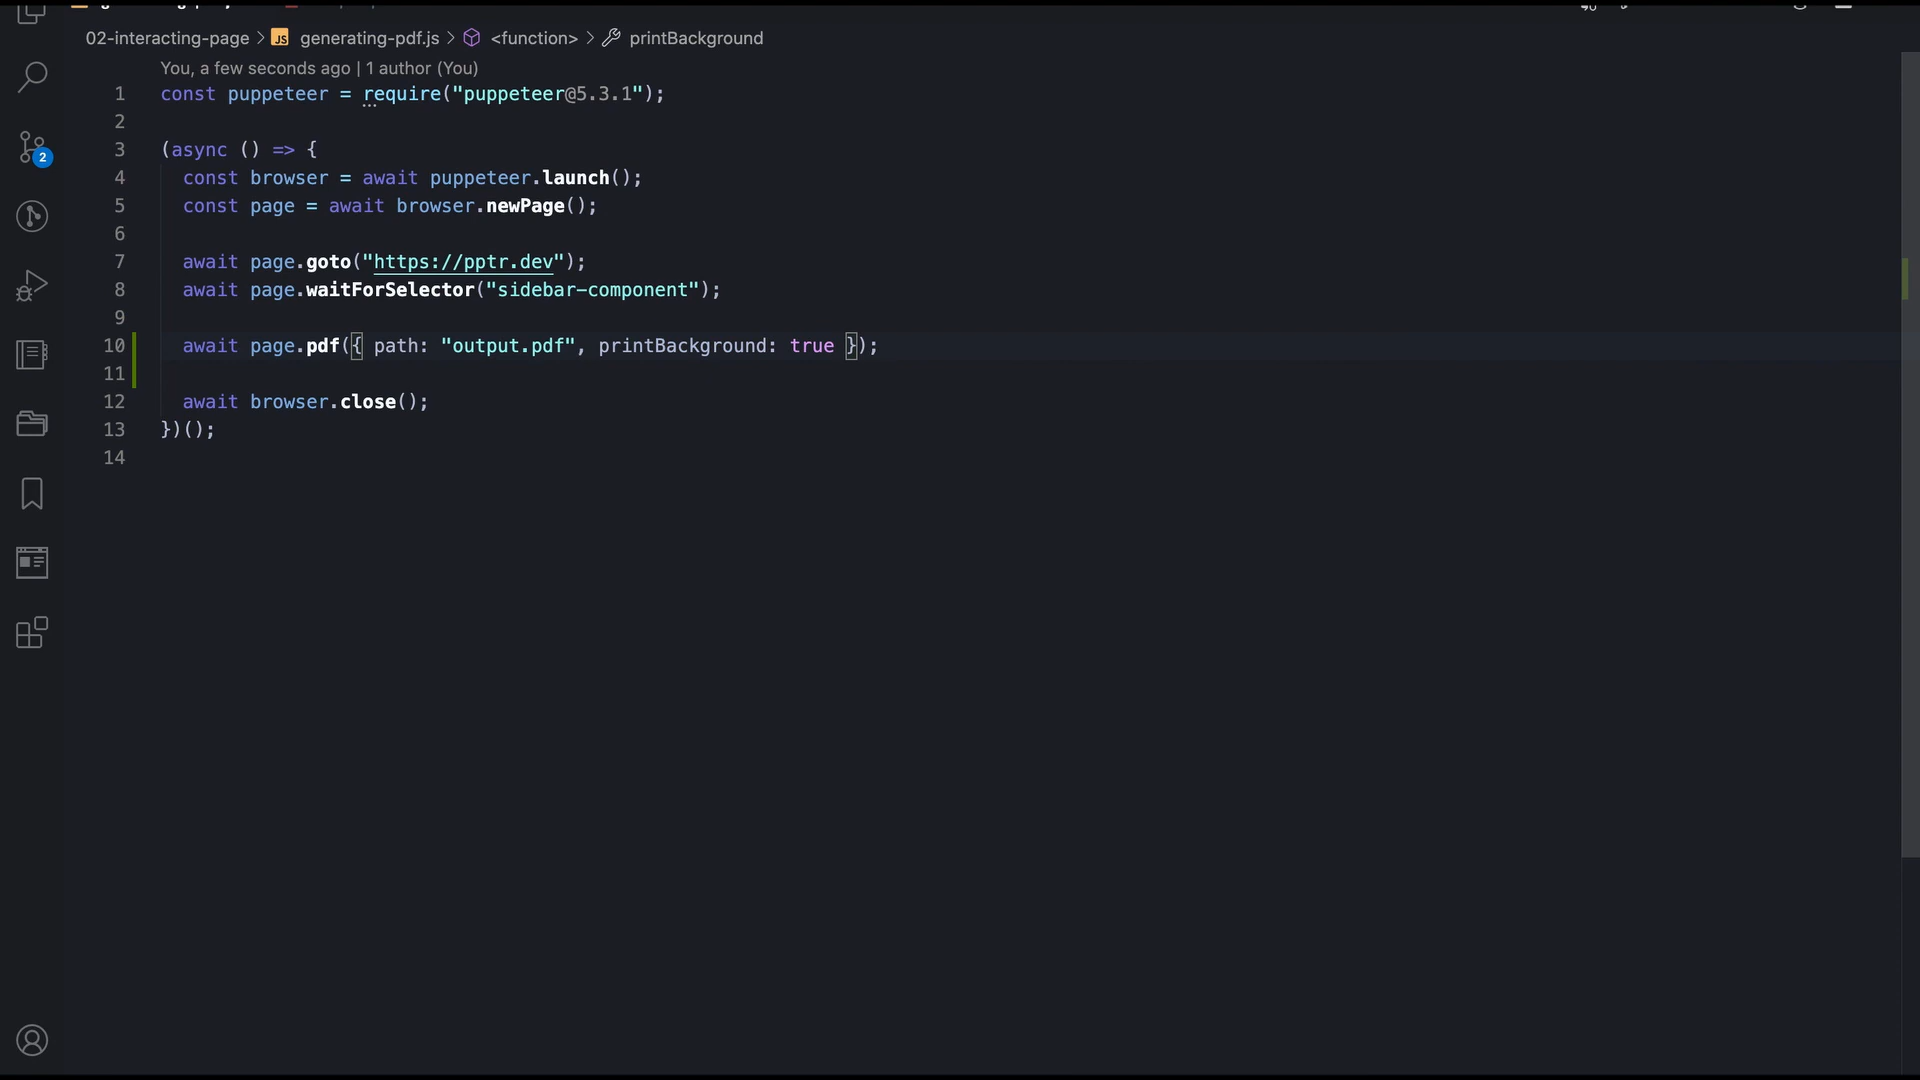 02-interacting-page > JS generating-pdf.js > <function> > printBackground
You, a few seconds ago | 1 author (You)
1 const puppeteer = require("puppeteer@5.3.1");
2
3 (async () => {
4 const browser = await puppeteer.launch();
5 const page = await browser.newPage();
6
7 await page.goto("https://pptr.dev");
8 await page.waitForSelector("sidebar-component");
9
10 await page.pdf({ path: "output.pdf", printBackground: true });
11
12 await browser.close();
13 })();
14
2